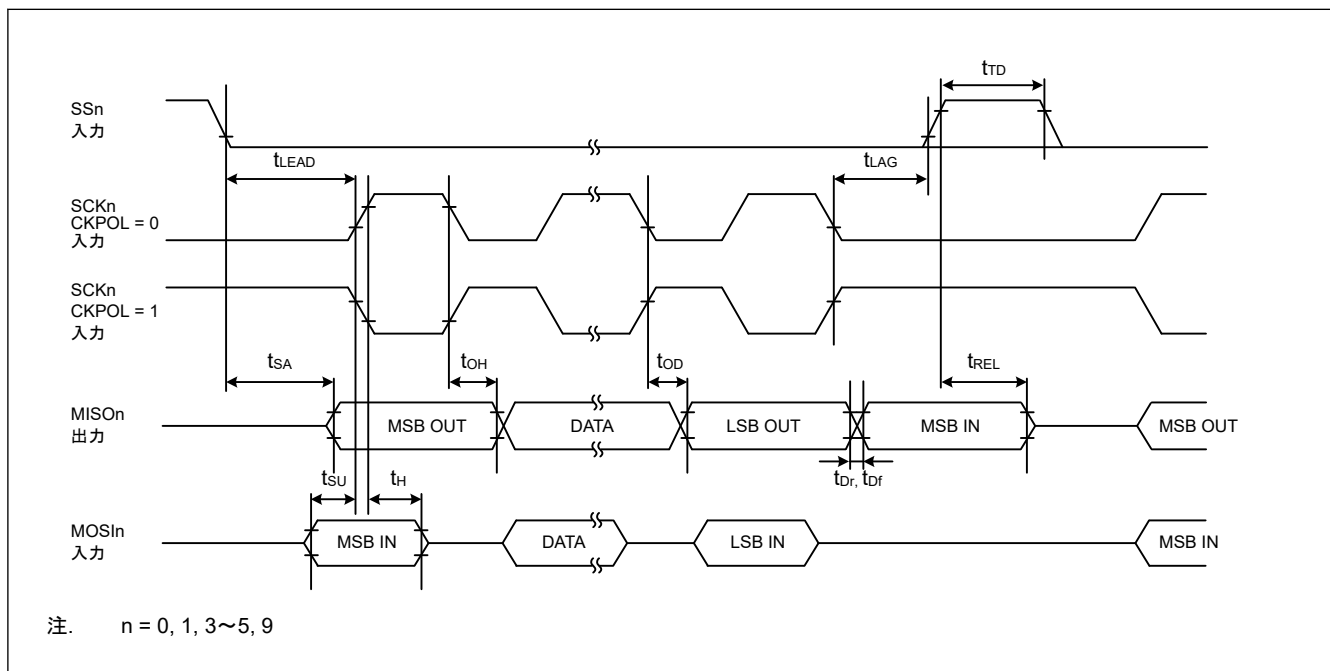 tTD
SSn
入力
tLEAD
tLAG
SCKn
CKPOL = 0
入力
SCKn
CKPOL = 1
入力
tSA
tOH
tOD
tREL
MISOn
出力
MSB OUT
DATA
LSB OUT
MSB IN
MSB OUT
tSU
tH
tDr, tDf
MOSIn
入力
MSB IN
DATA
LSB IN
MSB IN
注. n = 0, 1, 3～5, 9